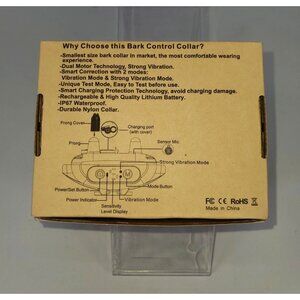 Why Choose this Bark Control Collar?
-Smallest size bark collar in market, the most comfortable wearing
experience.
-Dual Motor Technology, Strong Vibration.
-Smart Correction with 2 modes:
Vibration Mode & Strong Vibration Mode.
-Unique Test Mode, Easy to Test before use.
-Smart Charging Protection Technology, avoid charging damage.
-Rechargeable & High Quality Lithium Battery.
-IP67 Waterproof.
-Durable Nylon Collar.
Prong Cover
Charging port
(with cover)
Prong
Sensor Mic
Strong Vibration Mode
Power/Set Button
Mode Button
Power Indicator
Vibration Mode
Sensitivity
Level Display
FC CE ROHS
Made in China